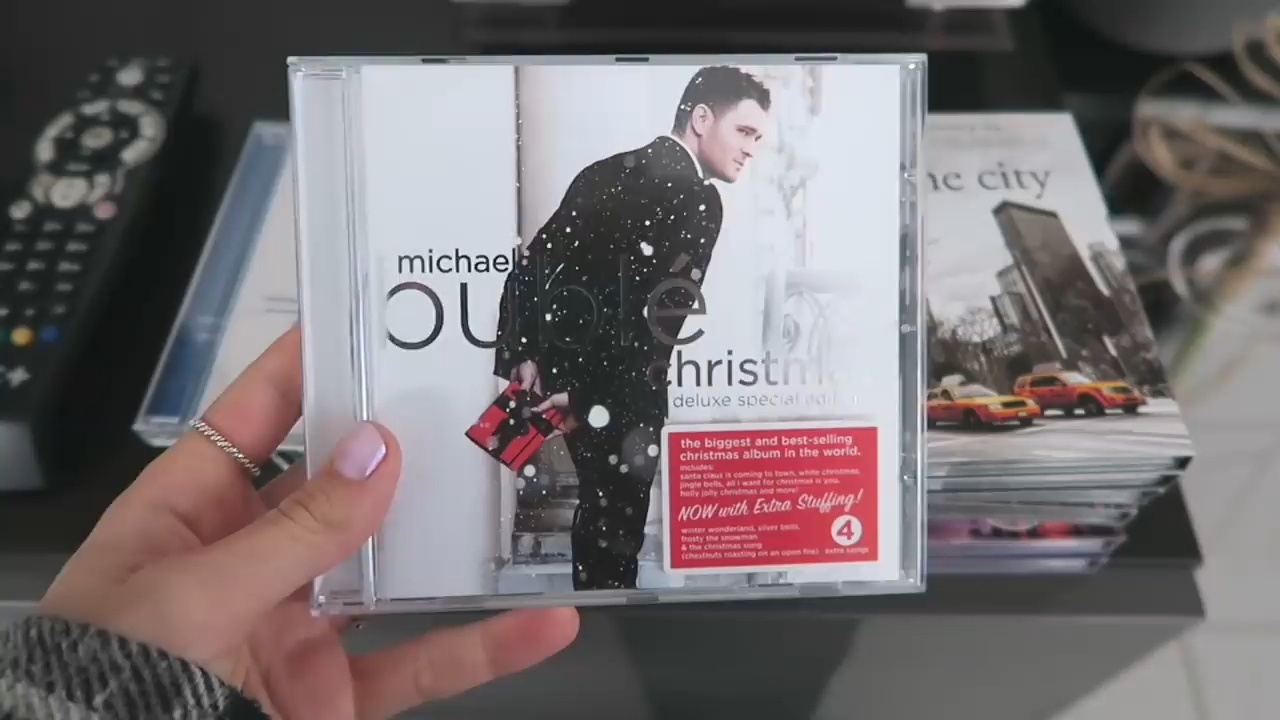 michael
bublé
christmas
deluxe special edition
the biggest and best-selling
christmas album in the world.
includes:
santa claus is coming to town, white christmas,
jingle bells, all i want for christmas is you,
holly jolly christmas and more!
NOW with Extra Stuffing!
winter wonderland, silver bells,
frosty the snowman
& the christmas song
(chestnuts roasting on an open fire)
4
extra songs
city